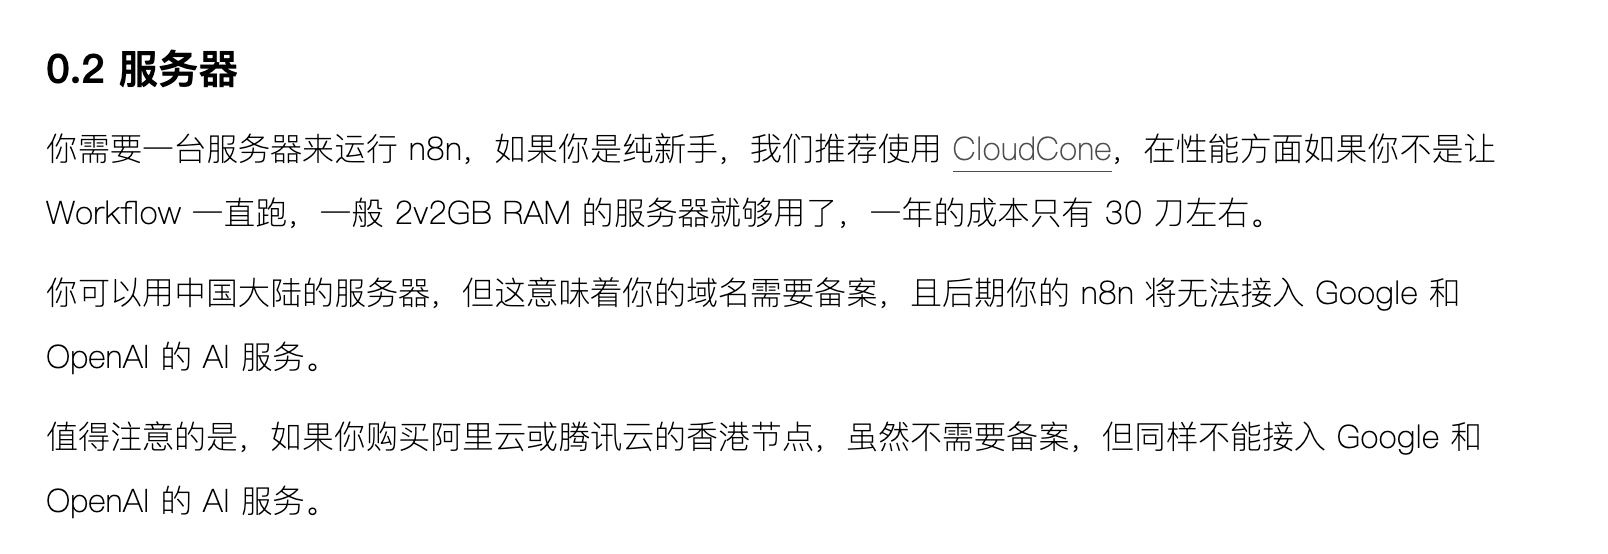 0.2 服务器
你需要一台服务器来运行 n8n，如果你是纯新手，我们推荐使用 CloudCone，在性能方面如果你不是让
Workflow 一直跑，一般 2v2GB RAM 的服务器就够用了，一年的成本只有 30 刀左右。
你可以用中国大陆的服务器，但这意味着你的域名需要备案，且后期你的 n8n 将无法接入 Google 和
OpenAI 的 AI 服务。
值得注意的是，如果你购买阿里云或腾讯云的香港节点，虽然不需要备案，但同样不能接入 Google 和
OpenAI 的 AI 服务。